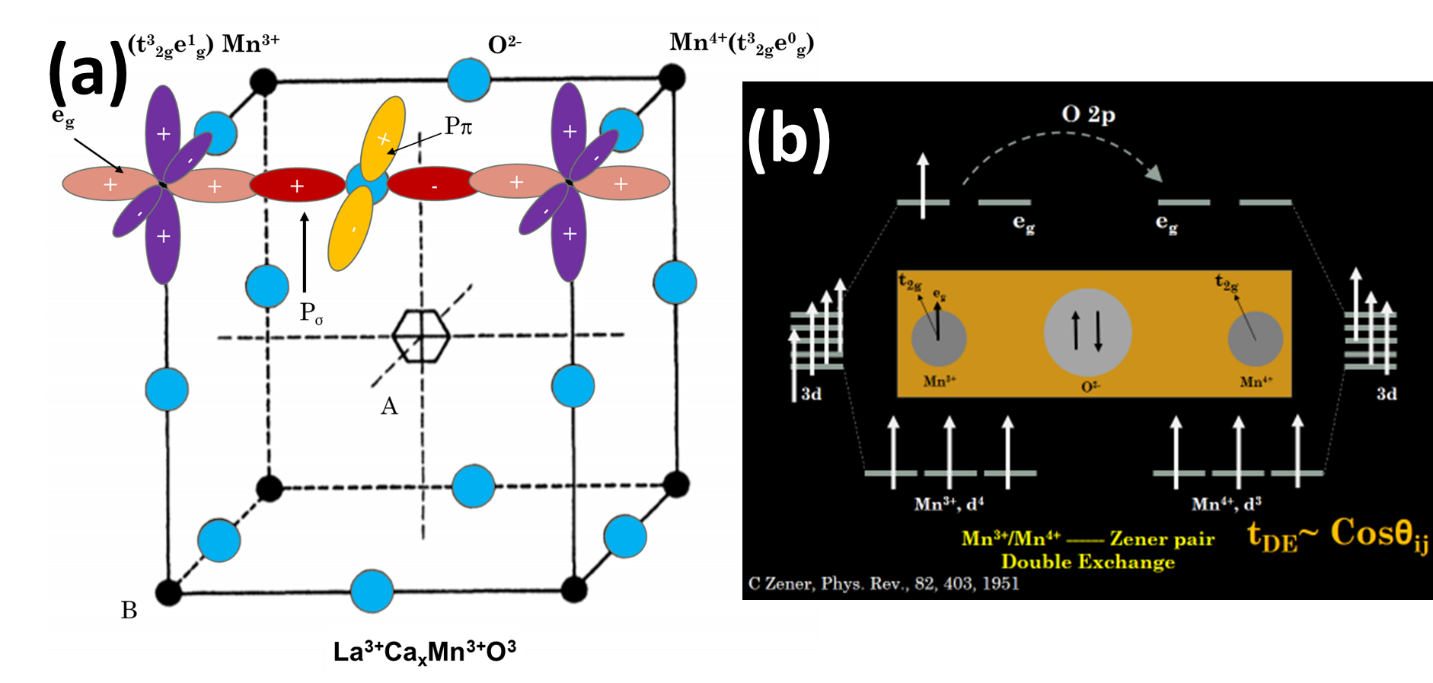 (a)
(t³₂ge¹g) Mn³⁺
O²⁻
Mn⁴⁺(t³₂ge⁰g)
eg
Pπ
+
+
-
-
+
+
+
+
-
+
-
+
+
-
-
+
+
-
Pσ
A
B
La³⁺CaₓMn³⁺O³
(b)
O 2p
eg
eg
t₂g
eg
t₂g
Mn³⁺
O²⁻
Mn⁴⁺
3d
3d
Mn³⁺, d⁴
Mn⁴⁺, d³
Mn³⁺/Mn⁴⁺ —— Zener pair
Double Exchange
tDE~ Cosθij
C Zener, Phys. Rev., 82, 403, 1951